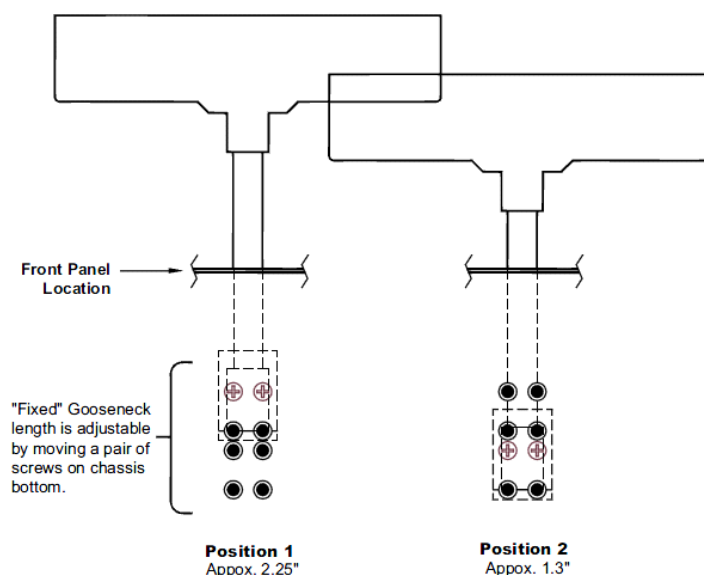 Front Panel
Location
"Fixed" Gooseneck
length is adjustable
by moving a pair of
screws on chassis
bottom.
Position 1
Appox. 2.25"
Position 2
Appox. 1.3"